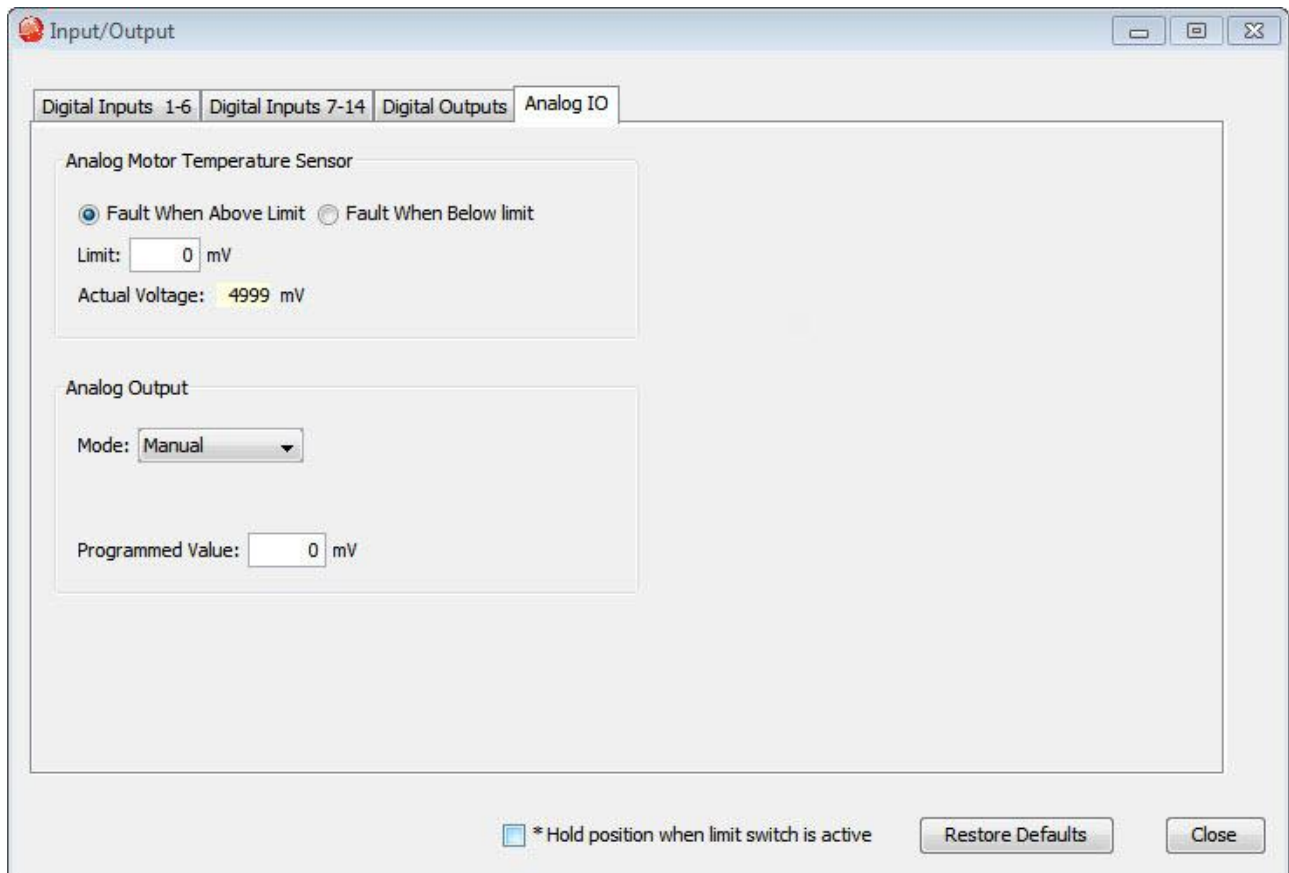 Input/Output
Digital Inputs 1-6 Digital Inputs 7-14 Digital Outputs Analog IO
Analog Motor Temperature Sensor
Fault When Above Limit Fault When Below limit
Limit: 0 mV
Actual Voltage: 4999 mV
Analog Output
Mode: Manual
Programmed Value: 0 mV
* Hold position when limit switch is active Restore Defaults Close